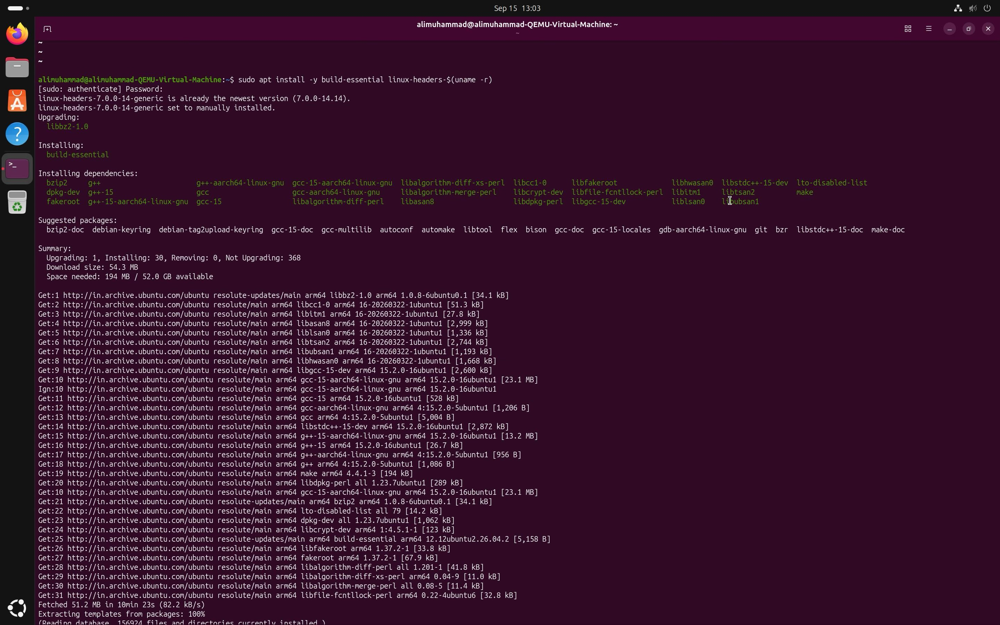 Sep 15 13:03
alimuhammad@alimuhammad-QEMU-Virtual-Machine: ~
~
~
~
~
alimuhammad@alimuhammad-QEMU-Virtual-Machine:~$ sudo apt install -y build-essential linux-headers-$(uname -r)
[sudo: authenticate] Password:
linux-headers-7.0.0-14-generic is already the newest version (7.0.0-14.14).
linux-headers-7.0.0-14-generic set to manually installed.
Upgrading:
libbz2-1.0
Installing:
build-essential
Installing dependencies:
bzip2 g++ g++-aarch64-linux-gnu gcc-15-aarch64-linux-gnu libalgorithm-diff-xs-perl libcc1-0 libfakeroot libhwasan0 libstdc++-15-dev lto-disabled-list
dpkg-dev g++-15 gcc gcc-aarch64-linux-gnu libalgorithm-merge-perl libcrypt-dev libfile-fcntllock-perl libitm1 libtsan2 make
fakeroot g++-15-aarch64-linux-gnu gcc-15 libalgorithm-diff-perl libasan8 libdpkg-perl libgcc-15-dev liblsan0 libubsan1
Suggested packages:
bzip2-doc debian-keyring debian-tag2upload-keyring gcc-15-doc gcc-multilib autoconf automake libtool flex bison gcc-doc gcc-15-locales gdb-aarch64-linux-gnu git bzr libstdc++-15-doc make-doc
Summary:
Upgrading: 1, Installing: 30, Removing: 0, Not Upgrading: 368
Download size: 54.3 MB
Space needed: 194 MB / 52.0 GB available
Get:1 http://in.archive.ubuntu.com/ubuntu resolute-updates/main arm64 libbz2-1.0 arm64 1.0.8-6ubuntu0.1 [34.1 kB]
Get:2 http://in.archive.ubuntu.com/ubuntu resolute/main arm64 libcc1-0 arm64 16-20260322-1ubuntu1 [51.3 kB]
Get:3 http://in.archive.ubuntu.com/ubuntu resolute/main arm64 libitm1 arm64 16-20260322-1ubuntu1 [27.8 kB]
Get:4 http://in.archive.ubuntu.com/ubuntu resolute/main arm64 libasan8 arm64 16-20260322-1ubuntu1 [2,999 kB]
Get:5 http://in.archive.ubuntu.com/ubuntu resolute/main arm64 liblsan0 arm64 16-20260322-1ubuntu1 [1,336 kB]
Get:6 http://in.archive.ubuntu.com/ubuntu resolute/main arm64 libtsan2 arm64 16-20260322-1ubuntu1 [2,744 kB]
Get:7 http://in.archive.ubuntu.com/ubuntu resolute/main arm64 libubsan1 arm64 16-20260322-1ubuntu1 [1,193 kB]
Get:8 http://in.archive.ubuntu.com/ubuntu resolute/main arm64 libhwasan0 arm64 16-20260322-1ubuntu1 [1,668 kB]
Get:9 http://in.archive.ubuntu.com/ubuntu resolute/main arm64 libgcc-15-dev arm64 15.2.0-16ubuntu1 [2,600 kB]
Get:10 http://in.archive.ubuntu.com/ubuntu resolute/main arm64 gcc-15-aarch64-linux-gnu arm64 15.2.0-16ubuntu1 [23.1 MB]
Ign:10 http://in.archive.ubuntu.com/ubuntu resolute/main arm64 gcc-15-aarch64-linux-gnu arm64 15.2.0-16ubuntu1
Get:11 http://in.archive.ubuntu.com/ubuntu resolute/main arm64 gcc-15 arm64 15.2.0-16ubuntu1 [528 kB]
Get:12 http://in.archive.ubuntu.com/ubuntu resolute/main arm64 gcc-aarch64-linux-gnu arm64 4:15.2.0-5ubuntu1 [1,206 B]
Get:13 http://in.archive.ubuntu.com/ubuntu resolute/main arm64 gcc arm64 4:15.2.0-5ubuntu1 [5,004 B]
Get:14 http://in.archive.ubuntu.com/ubuntu resolute/main arm64 libstdc++-15-dev arm64 15.2.0-16ubuntu1 [2,872 kB]
Get:15 http://in.archive.ubuntu.com/ubuntu resolute/main arm64 g++-15-aarch64-linux-gnu arm64 15.2.0-16ubuntu1 [13.2 MB]
Get:16 http://in.archive.ubuntu.com/ubuntu resolute/main arm64 g++-15 arm64 15.2.0-16ubuntu1 [26.7 kB]
Get:17 http://in.archive.ubuntu.com/ubuntu resolute/main arm64 g++-aarch64-linux-gnu arm64 4:15.2.0-5ubuntu1 [956 B]
Get:18 http://in.archive.ubuntu.com/ubuntu resolute/main arm64 g++ arm64 4:15.2.0-5ubuntu1 [1,086 B]
Get:19 http://in.archive.ubuntu.com/ubuntu resolute/main arm64 make arm64 4.4.1-3 [194 kB]
Get:20 http://in.archive.ubuntu.com/ubuntu resolute/main arm64 libdpkg-perl all 1.23.7ubuntu1 [289 kB]
Get:10 http://in.archive.ubuntu.com/ubuntu resolute/main arm64 gcc-15-aarch64-linux-gnu arm64 15.2.0-16ubuntu1 [23.1 MB]
Get:21 http://in.archive.ubuntu.com/ubuntu resolute-updates/main arm64 bzip2 arm64 1.0.8-6ubuntu0.1 [34.1 kB]
Get:22 http://in.archive.ubuntu.com/ubuntu resolute/main arm64 lto-disabled-list all 79 [14.2 kB]
Get:23 http://in.archive.ubuntu.com/ubuntu resolute/main arm64 dpkg-dev all 1.23.7ubuntu1 [1,062 kB]
Get:24 http://in.archive.ubuntu.com/ubuntu resolute/main arm64 libcrypt-dev arm64 1:4.5.1-1 [123 kB]
Get:25 http://in.archive.ubuntu.com/ubuntu resolute-updates/main arm64 build-essential arm64 12.12ubuntu2.26.04.2 [5,158 B]
Get:26 http://in.archive.ubuntu.com/ubuntu resolute/main arm64 libfakeroot arm64 1.37.2-1 [33.8 kB]
Get:27 http://in.archive.ubuntu.com/ubuntu resolute/main arm64 fakeroot arm64 1.37.2-1 [67.9 kB]
Get:28 http://in.archive.ubuntu.com/ubuntu resolute/main arm64 libalgorithm-diff-perl all 1.201-1 [41.8 kB]
Get:29 http://in.archive.ubuntu.com/ubuntu resolute/main arm64 libalgorithm-diff-xs-perl arm64 0.04-9 [11.0 kB]
Get:30 http://in.archive.ubuntu.com/ubuntu resolute/main arm64 libalgorithm-merge-perl all 0.08-5 [11.4 kB]
Get:31 http://in.archive.ubuntu.com/ubuntu resolute/main arm64 libfile-fcntllock-perl arm64 0.22-4ubuntu6 [32.8 kB]
Fetched 51.2 MB in 10min 23s (82.2 kB/s)
Extracting templates from packages: 100%
(Reading database ... 156924 files and directories currently installed.)